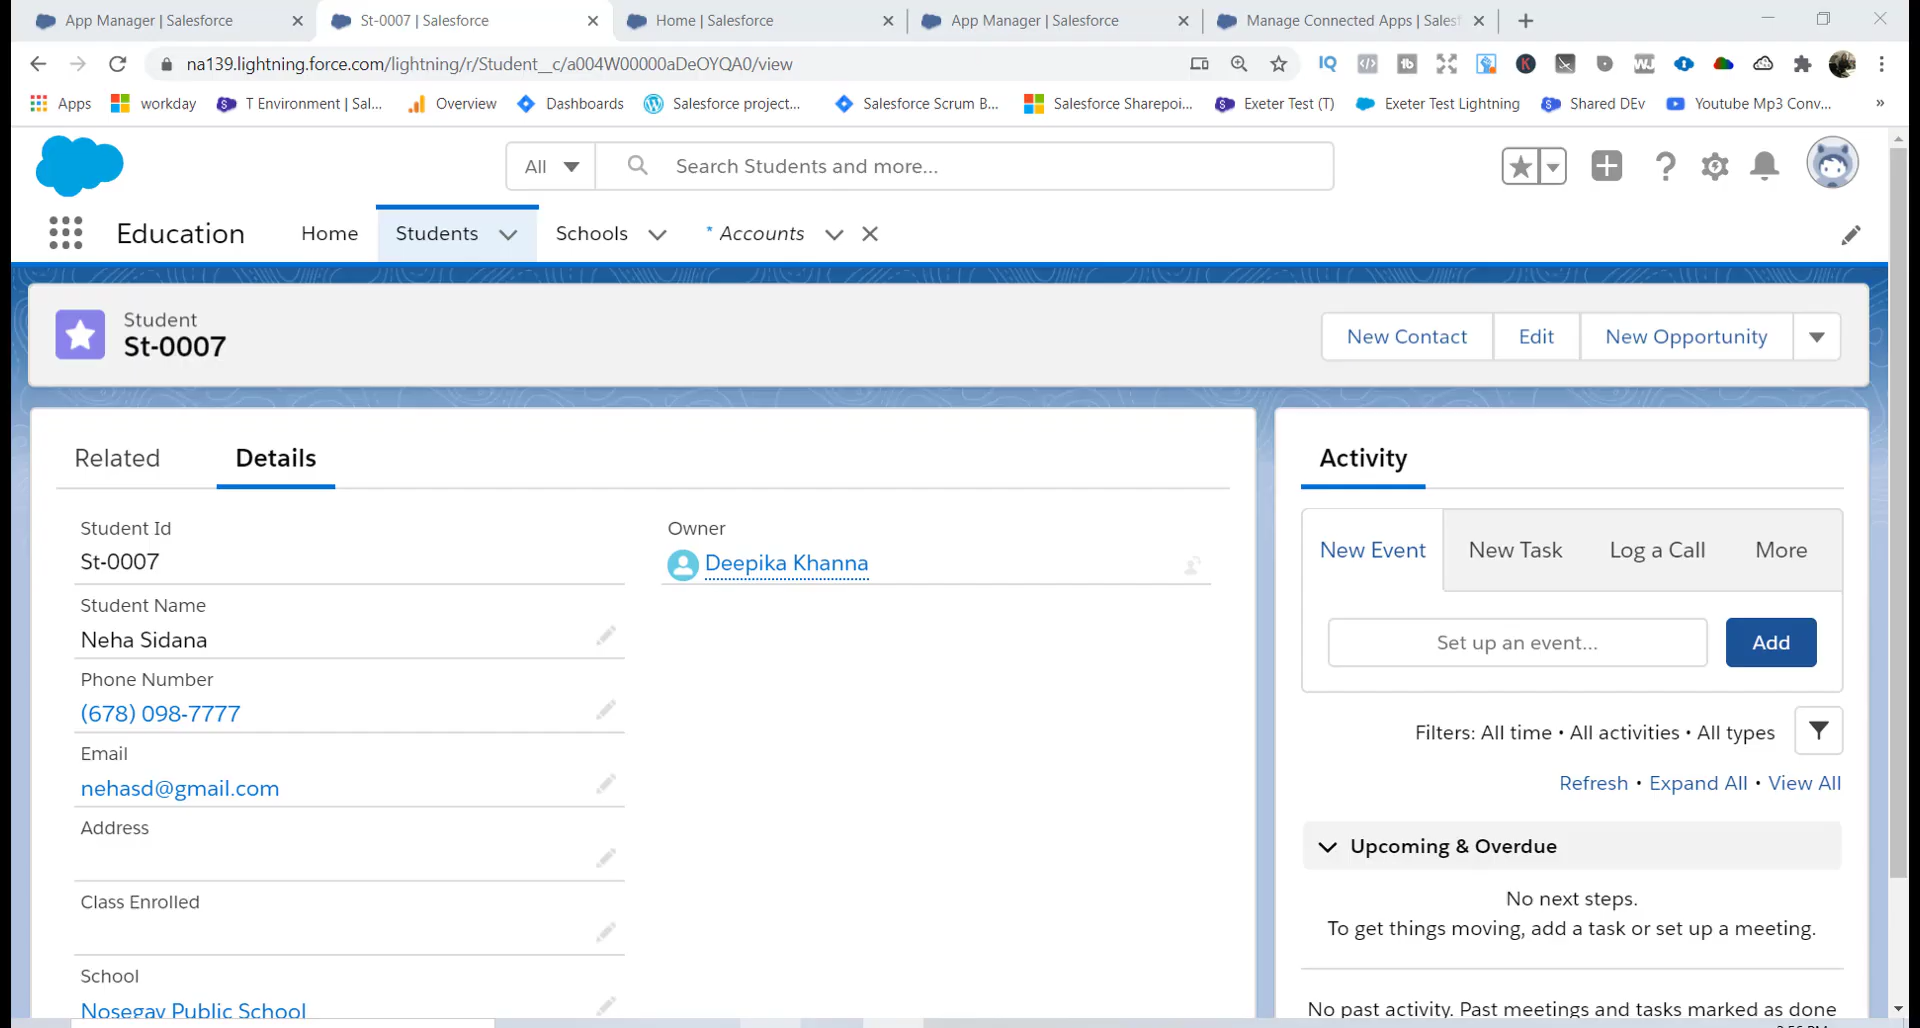 App Manager | Salesforce
St-0007 | Salesforce
Home | Salesforce
App Manager | Salesforce
Manage Connected Apps | Salesf
na139.lightning.force.com/lightning/r/Student__c/a004W00000aDeOYQA0/view
IQ
Apps
workday
T Environment | Sal...
Overview
Dashboards
Salesforce project...
Salesforce Scrum B...
Salesforce Sharepoi...
Exeter Test (T)
Exeter Test Lightning
Shared DEv
Youtube Mp3 Conv...
»
All
Search Students and more...
Education
Home
Students
Schools
* Accounts
Student
St-0007
New Contact
Edit
New Opportunity
Related
Details
Student Id
St-0007
Owner
Deepika Khanna
Student Name
Neha Sidana
Phone Number
(678) 098-7777
Email
nehasd@gmail.com
Address
Class Enrolled
School
Nosegay Public School
Activity
New Event
New Task
Log a Call
More
Set up an event...
Add
Filters: All time • All activities • All types
Refresh • Expand All • View All
Upcoming & Overdue
No next steps.
To get things moving, add a task or set up a meeting.
No past activity. Past meetings and tasks marked as done